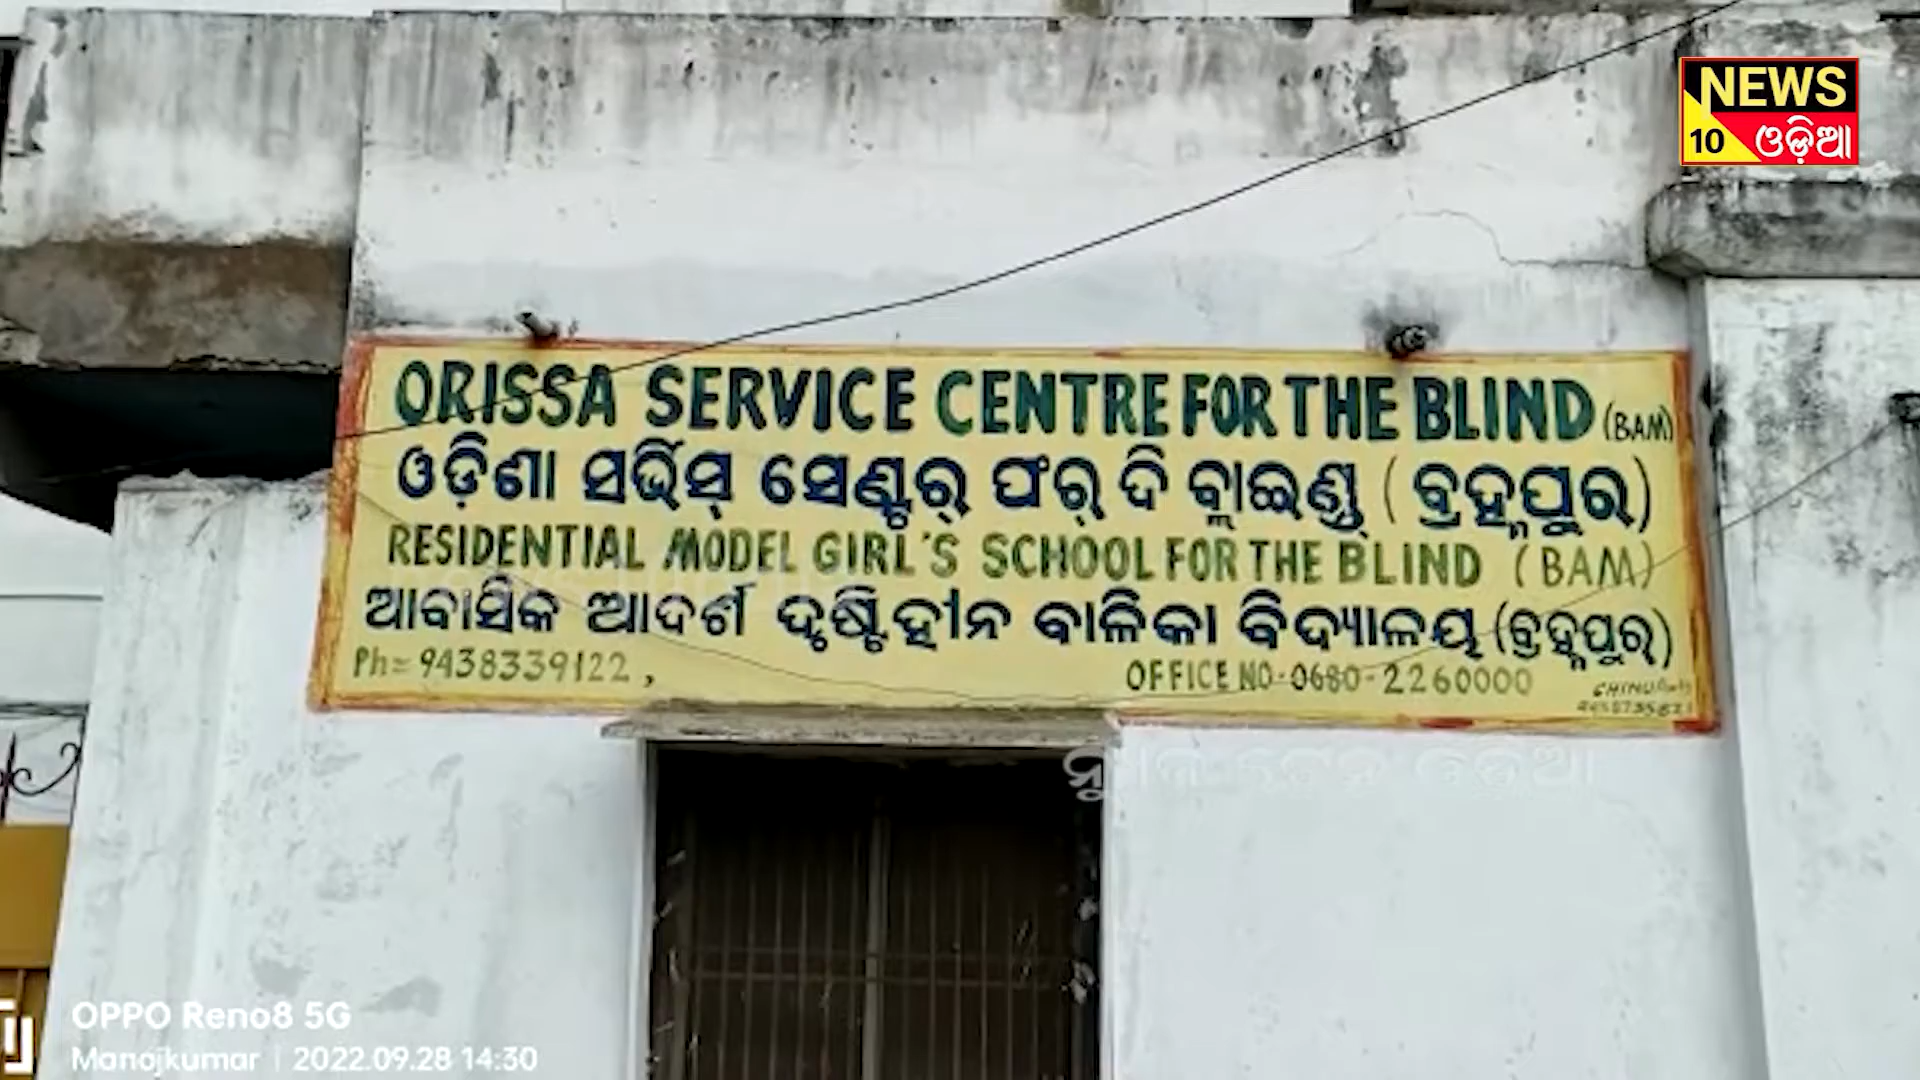 NEWS
10 ଓଡ଼ିଆ
ORISSA SERVICE CENTRE FOR THE BLIND (BAM)
ଓଡ଼ିଶା ସର୍ଭିସ୍ ସେଣ୍ଟର୍ ଫର୍ ଦି ବ୍ଲାଇଣ୍ଡ୍ (ବ୍ରହ୍ମପୁର)
RESIDENTIAL MODEL GIRL'S SCHOOL FOR THE BLIND (BAM)
ଆବାସିକ ଆଦର୍ଶ ଦୃଷ୍ଟିହୀନ ବାଳିକା ବିଦ୍ୟାଳୟ (ବ୍ରହ୍ମପୁର)
Ph= 9438339122, OFFICE NO-0680-2260000
OPPO Reno8 5G
Manojkumar | 2022.09.28 14:30